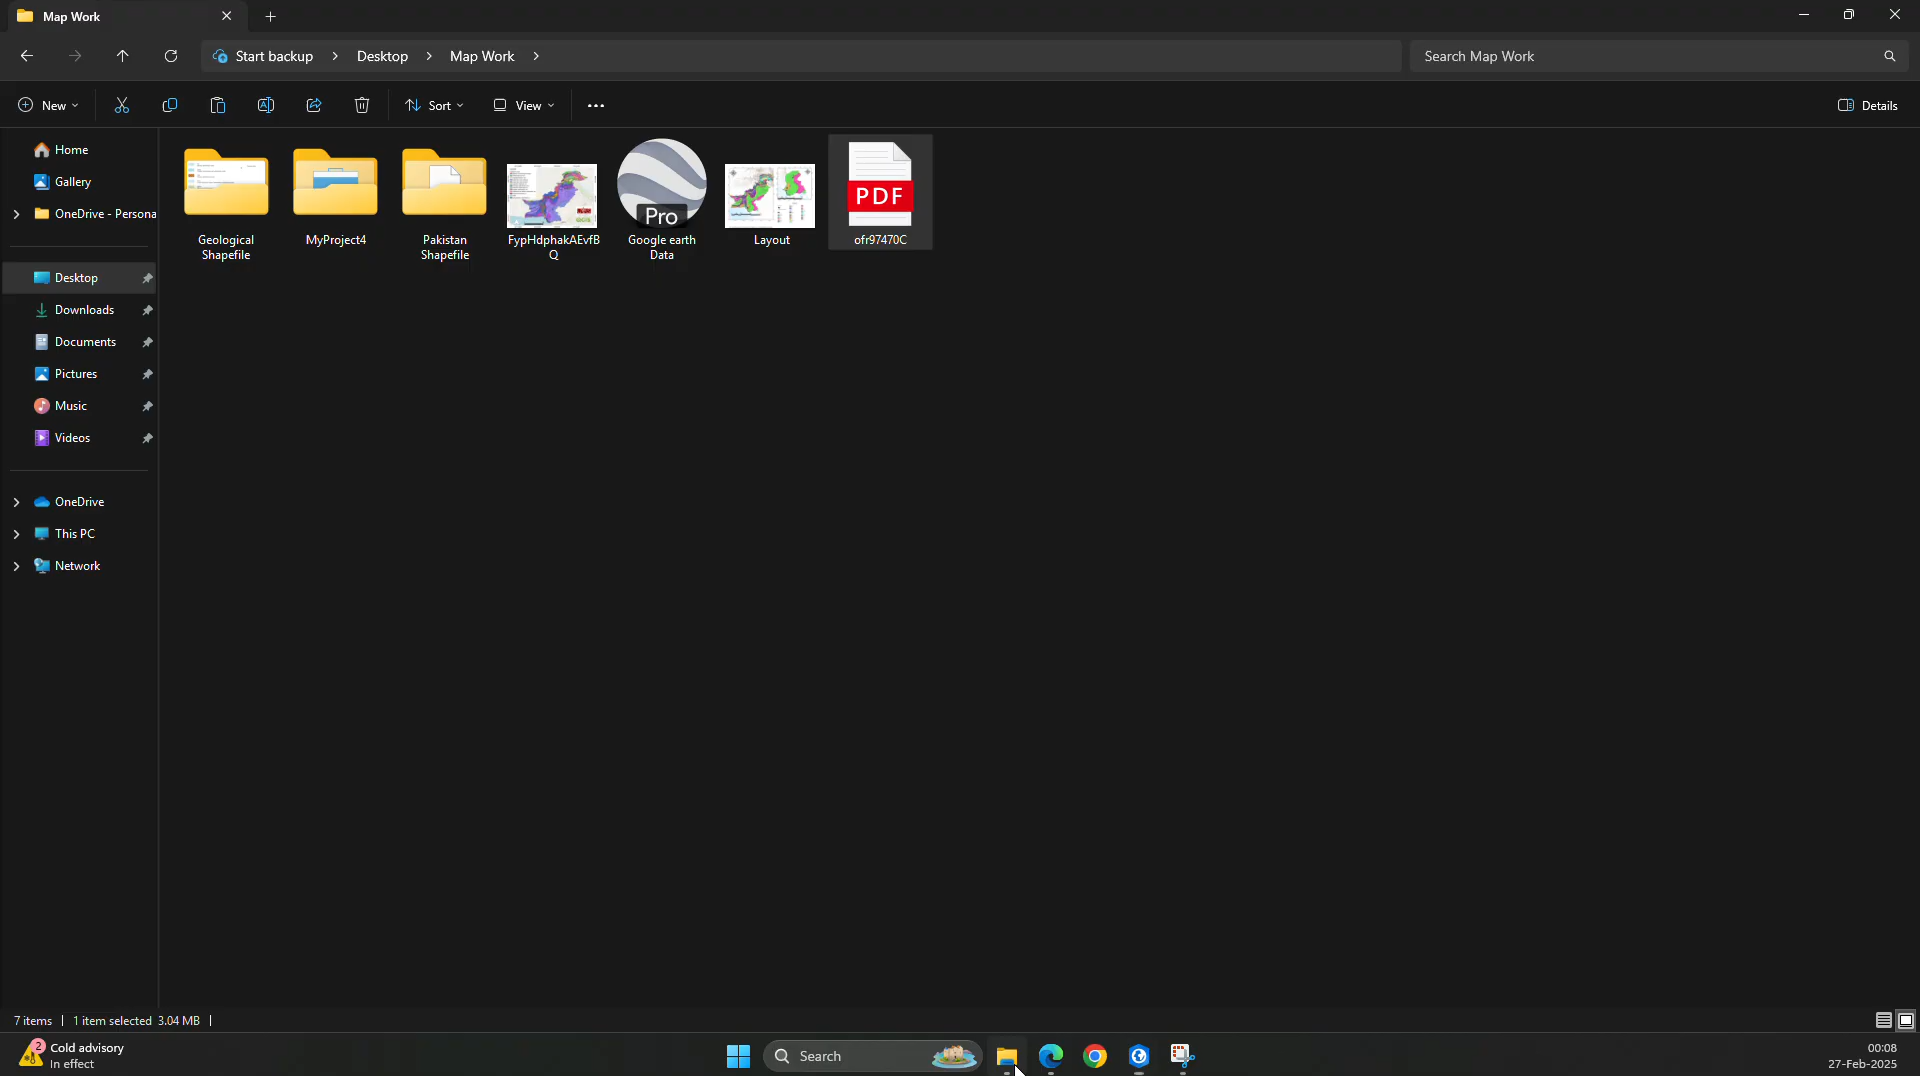 Map Work
Start backup
Desktop
Map Work
Search Map Work
New
Sort
View
Details
Home
Gallery
OneDrive - Persona
Desktop
Downloads
Documents
Pictures
Music
Videos
OneDrive
This PC
Network
Geological
Shapefile
MyProject4
Pakistan
Shapefile
FypHdphakAEvfB
Q
Pro
Google earth
Data
Layout
PDF
ofr97470C
7 items
1 item selected 3.04 MB
2
Cold advisory
In effect
Search
00:08
27-Feb-2025